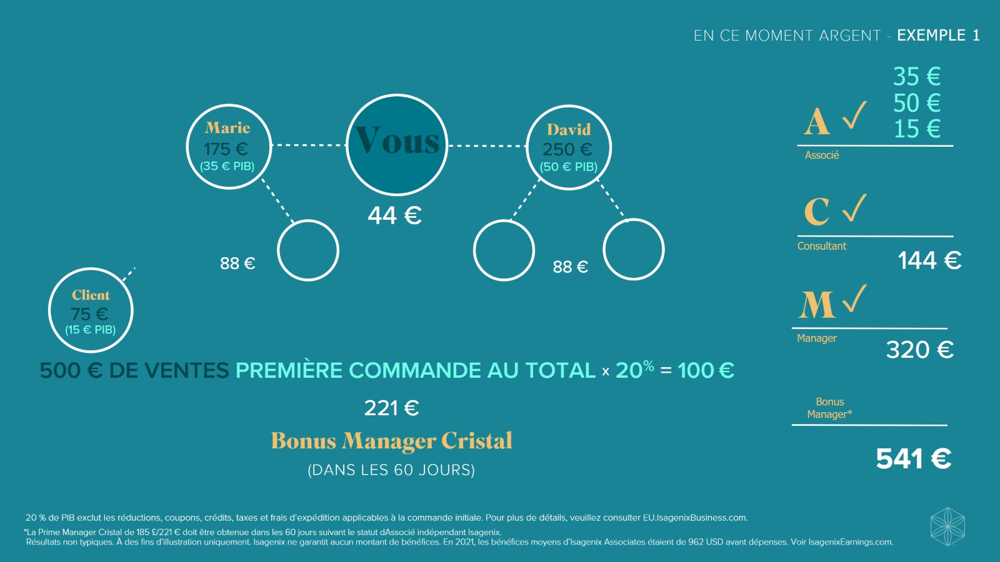 EN CE MOMENT ARGENT - EXEMPLE 1
Marie
175 €
(35 € PIB)
Vous
44 €
David
250 €
(50 € PIB)
88 €
88 €
Client
75 €
(15 € PIB)
35 €
50 €
15 €
A ✓
Associé
C ✓
Consultant
144 €
M ✓
Manager
320 €
Bonus
Manager*
541 €
500 € DE VENTES PREMIÈRE COMMANDE AU TOTAL x 20% = 100 €
221 €
Bonus Manager Cristal
(DANS LES 60 JOURS)
20 % de PIB exclut les réductions, coupons, crédits, taxes et frais d'expédition applicables à la commande initiale. Pour plus de détails, veuillez consulter EU.IsagenixBusiness.com.
*La Prime Manager Cristal de 185 £/221 € doit être obtenue dans les 60 jours suivant le statut dAssocié indépendant Isagenix.
Résultats non typiques. À des fins d'illustration uniquement. Isagenix ne garantit aucun montant de bénéfices. En 2021, les bénéfices moyens d'Isagenix Associates étaient de 962 USD avant dépenses. Voir IsagenixEarnings.com.